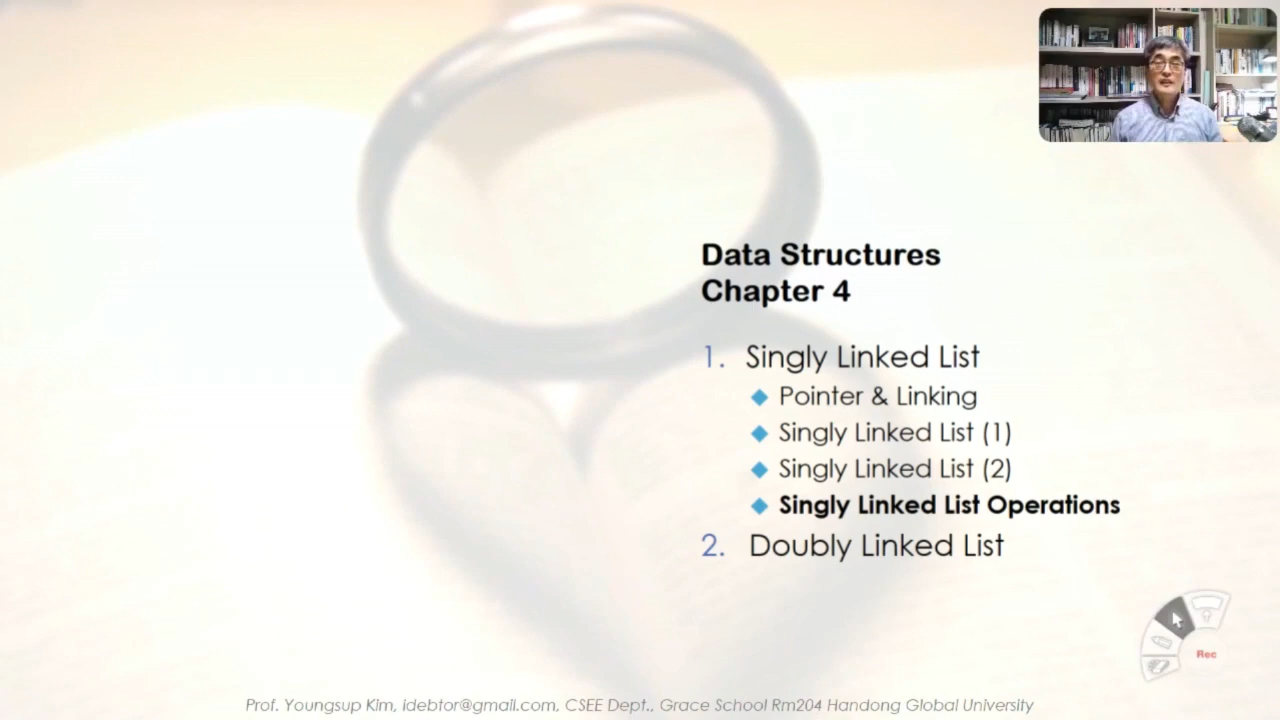 Data Structures
Chapter 4
1. Singly Linked List
◆ Pointer & Linking
◆ Singly Linked List (1)
◆ Singly Linked List (2)
◆ Singly Linked List Operations
2. Doubly Linked List
Rec
Prof. Youngsup Kim, idebtor@gmail.com, CSEE Dept., Grace School Rm204 Handong Global University